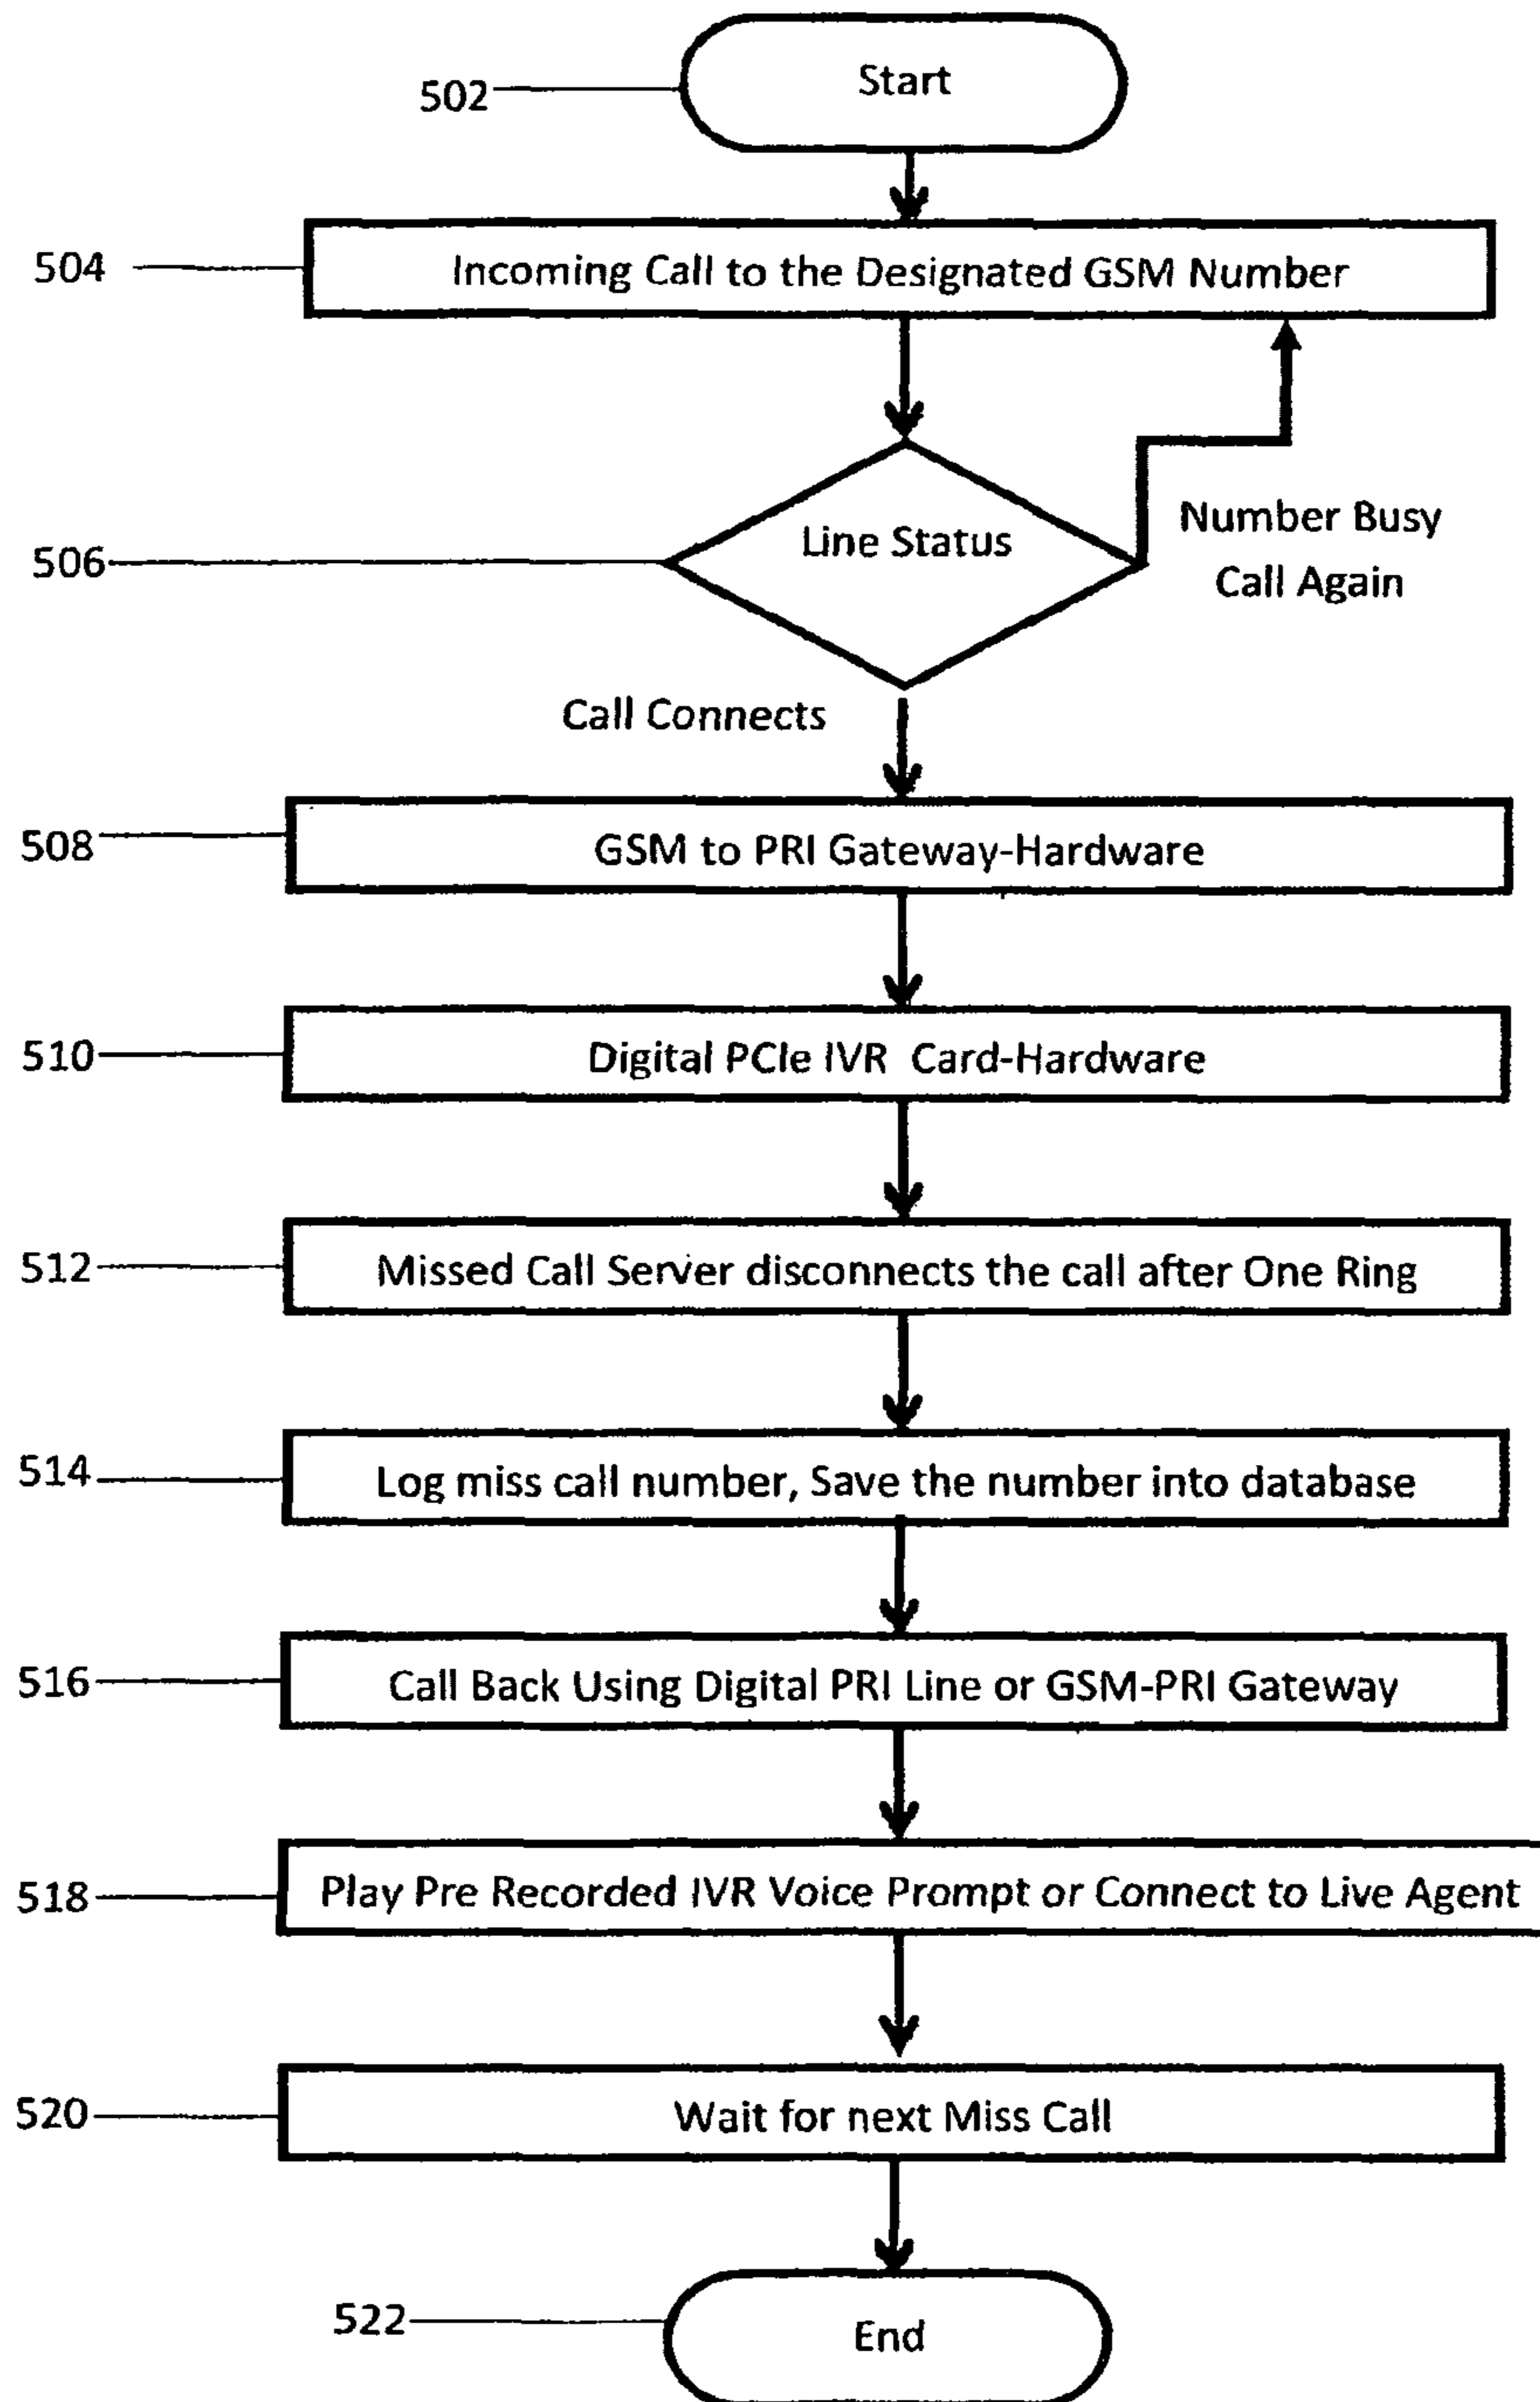 502
Start
504
Incoming Call to the Designated GSM Number
506
Line Status
Number Busy
Call Again
Call Connects
508
GSM to PRI Gateway-Hardware
510
Digital PCIe IVR Card-Hardware
512
Missed Call Server disconnects the call after One Ring
514
Log miss call number, Save the number into database
516
Call Back Using Digital PRI Line or GSM-PRI Gateway
518
Play Pre Recorded IVR Voice Prompt or Connect to Live Agent
520
Wait for next Miss Call
522
End